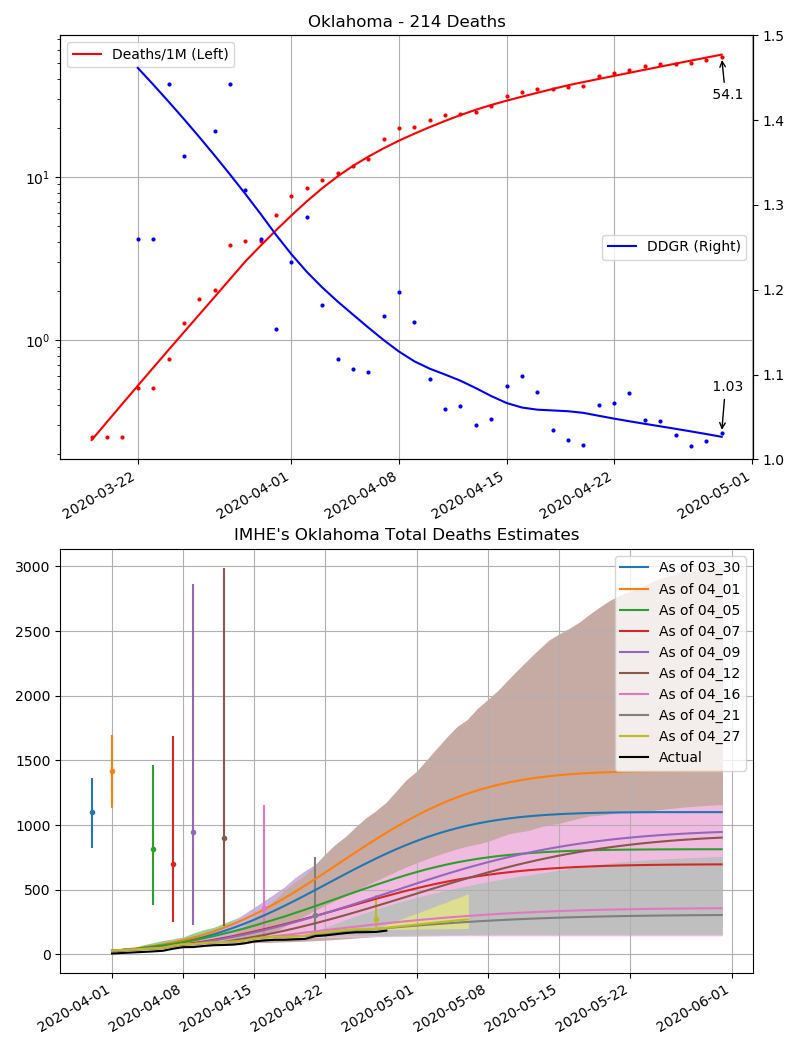 Oklahoma - 214 Deaths
Deaths/1M (Left)
DDGR (Right)
54.1
1.03
10^1
10^0
1.5
1.4
1.3
1.2
1.1
1.0
2020-03-22
2020-04-01
2020-04-08
2020-04-15
2020-04-22
2020-05-01
IMHE's Oklahoma Total Deaths Estimates
3000
2500
2000
1500
1000
500
0
As of 03_30
As of 04_01
As of 04_05
As of 04_07
As of 04_09
As of 04_12
As of 04_16
As of 04_21
As of 04_27
Actual
2020-04-01
2020-04-08
2020-04-15
2020-04-22
2020-05-01
2020-05-08
2020-05-15
2020-05-22
2020-06-01